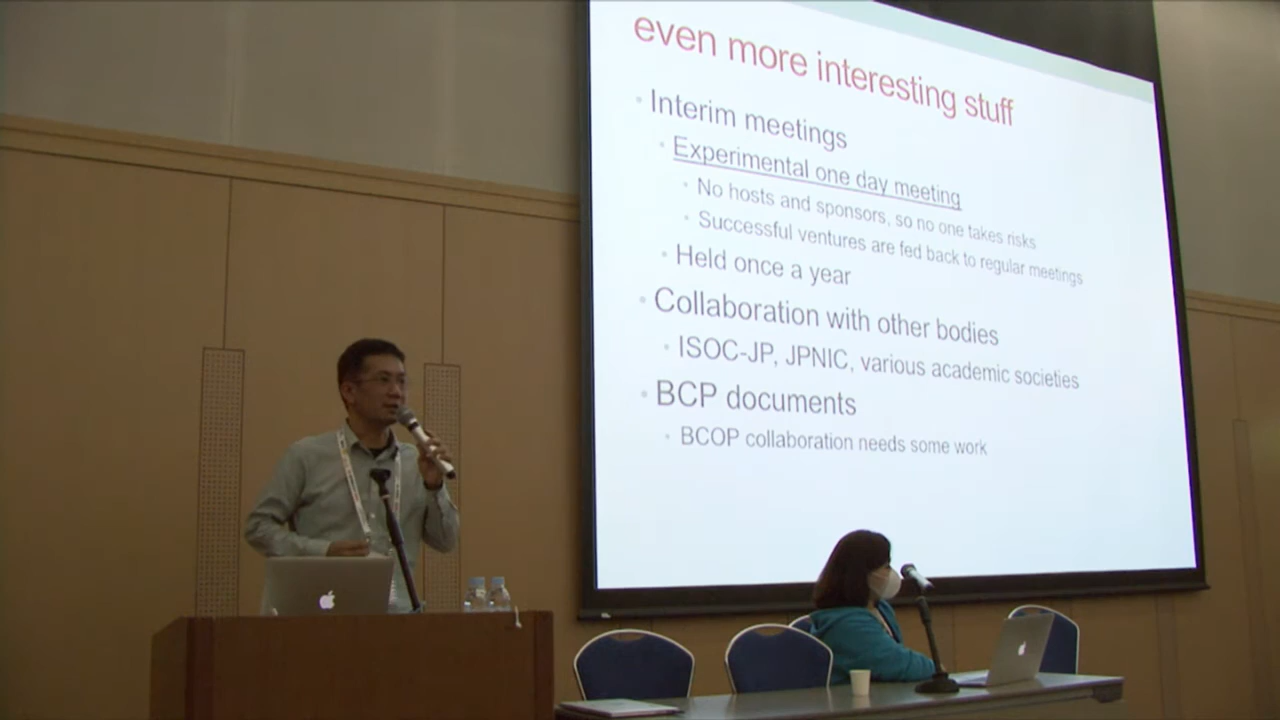 even more interesting stuff
• Interim meetings
• Experimental one day meeting
• No hosts and sponsors, so no one takes risks
• Successful ventures are fed back to regular meetings
• Held once a year
• Collaboration with other bodies
• ISOC-JP, JPNIC, various academic societies
• BCP documents
• BCOP collaboration needs some work